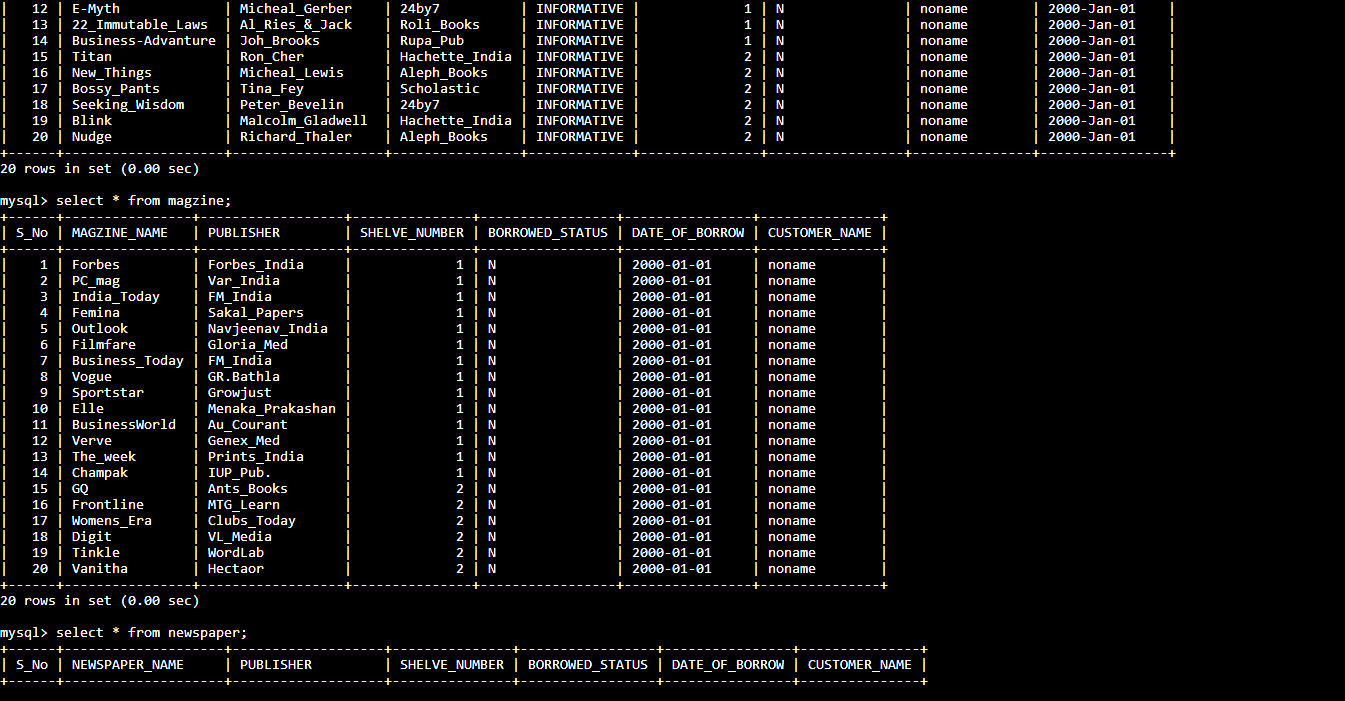 | 12 | E-Myth | Micheal_Gerber | 24by7 | INFORMATIVE | 1 | N | noname | 2000-Jan-01 |
| 13 | 22_Immutable_Laws | Al_Ries_&_Jack | Roli_Books | INFORMATIVE | 1 | N | noname | 2000-Jan-01 |
| 14 | Business-Advanture | Joh_Brooks | Rupa_Pub | INFORMATIVE | 1 | N | noname | 2000-Jan-01 |
| 15 | Titan | Ron_Cher | Hachette_India | INFORMATIVE | 2 | N | noname | 2000-Jan-01 |
| 16 | New_Things | Micheal_Lewis | Aleph_Books | INFORMATIVE | 2 | N | noname | 2000-Jan-01 |
| 17 | Bossy_Pants | Tina_Fey | Scholastic | INFORMATIVE | 2 | N | noname | 2000-Jan-01 |
| 18 | Seeking_Wisdom | Peter_Bevelin | 24by7 | INFORMATIVE | 2 | N | noname | 2000-Jan-01 |
| 19 | Blink | Malcolm_Gladwell | Hachette_India | INFORMATIVE | 2 | N | noname | 2000-Jan-01 |
| 20 | Nudge | Richard_Thaler | Aleph_Books | INFORMATIVE | 2 | N | noname | 2000-Jan-01 |
20 rows in set (0.00 sec)
mysql> select * from magzine;
| S_No | MAGZINE_NAME | PUBLISHER | SHELVE_NUMBER | BORROWED_STATUS | DATE_OF_BORROW | CUSTOMER_NAME |
| 1 | Forbes | Forbes_India | 1 | N | 2000-01-01 | noname |
| 2 | PC_mag | Var_India | 1 | N | 2000-01-01 | noname |
| 3 | India_Today | FM_India | 1 | N | 2000-01-01 | noname |
| 4 | Femina | Sakal_Papers | 1 | N | 2000-01-01 | noname |
| 5 | Outlook | Navjeenav_India | 1 | N | 2000-01-01 | noname |
| 6 | Filmfare | Gloria_Med | 1 | N | 2000-01-01 | noname |
| 7 | Business_Today | FM_India | 1 | N | 2000-01-01 | noname |
| 8 | Vogue | GR.Bathla | 1 | N | 2000-01-01 | noname |
| 9 | Sportstar | Growjust | 1 | N | 2000-01-01 | noname |
| 10 | Elle | Menaka_Prakashan | 1 | N | 2000-01-01 | noname |
| 11 | BusinessWorld | Au_Courant | 1 | N | 2000-01-01 | noname |
| 12 | Verve | Genex_Med | 1 | N | 2000-01-01 | noname |
| 13 | The_week | Prints_India | 1 | N | 2000-01-01 | noname |
| 14 | Champak | IUP_Pub. | 1 | N | 2000-01-01 | noname |
| 15 | GQ | Ants_Books | 2 | N | 2000-01-01 | noname |
| 16 | Frontline | MTG_Learn | 2 | N | 2000-01-01 | noname |
| 17 | Womens_Era | Clubs_Today | 2 | N | 2000-01-01 | noname |
| 18 | Digit | VL_Media | 2 | N | 2000-01-01 | noname |
| 19 | Tinkle | WordLab | 2 | N | 2000-01-01 | noname |
| 20 | Vanitha | Hectaor | 2 | N | 2000-01-01 | noname |
20 rows in set (0.00 sec)
mysql> select * from newspaper;
| S_No | NEWSPAPER_NAME | PUBLISHER | SHELVE_NUMBER | BORROWED_STATUS | DATE_OF_BORROW | CUSTOMER_NAME |